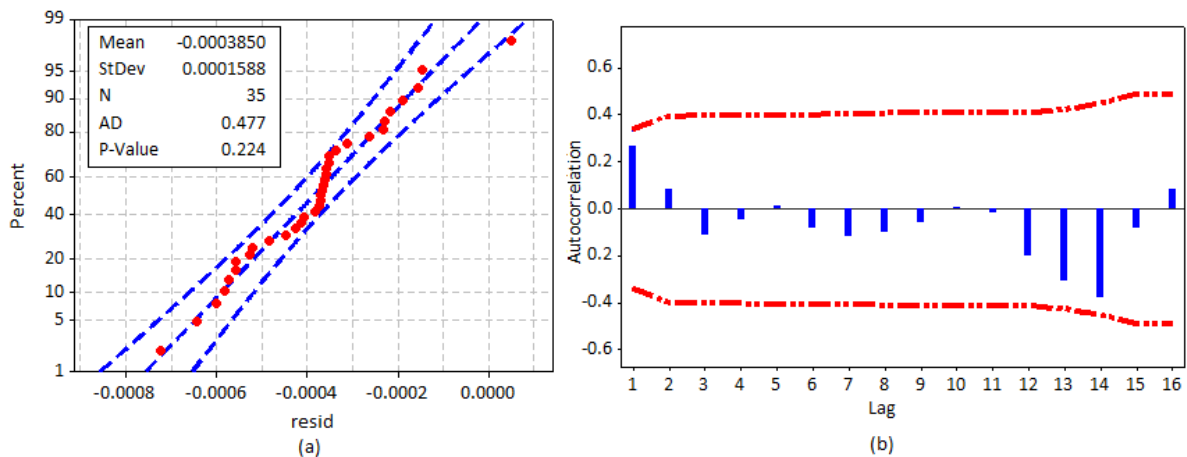 Mean -0.0003850
StDev 0.0001588
N 35
AD 0.477
P-Value 0.224
Percent
99
95
90
80
60
40
20
10
5
1
-0.0008 -0.0006 -0.0004 -0.0002 0.0000
resid
(a)
Autocorrelation
0.6
0.4
0.2
0.0
-0.2
-0.4
-0.6
1 2 3 4 5 6 7 8 9 10 11 12 13 14 15 16
Lag
(b)